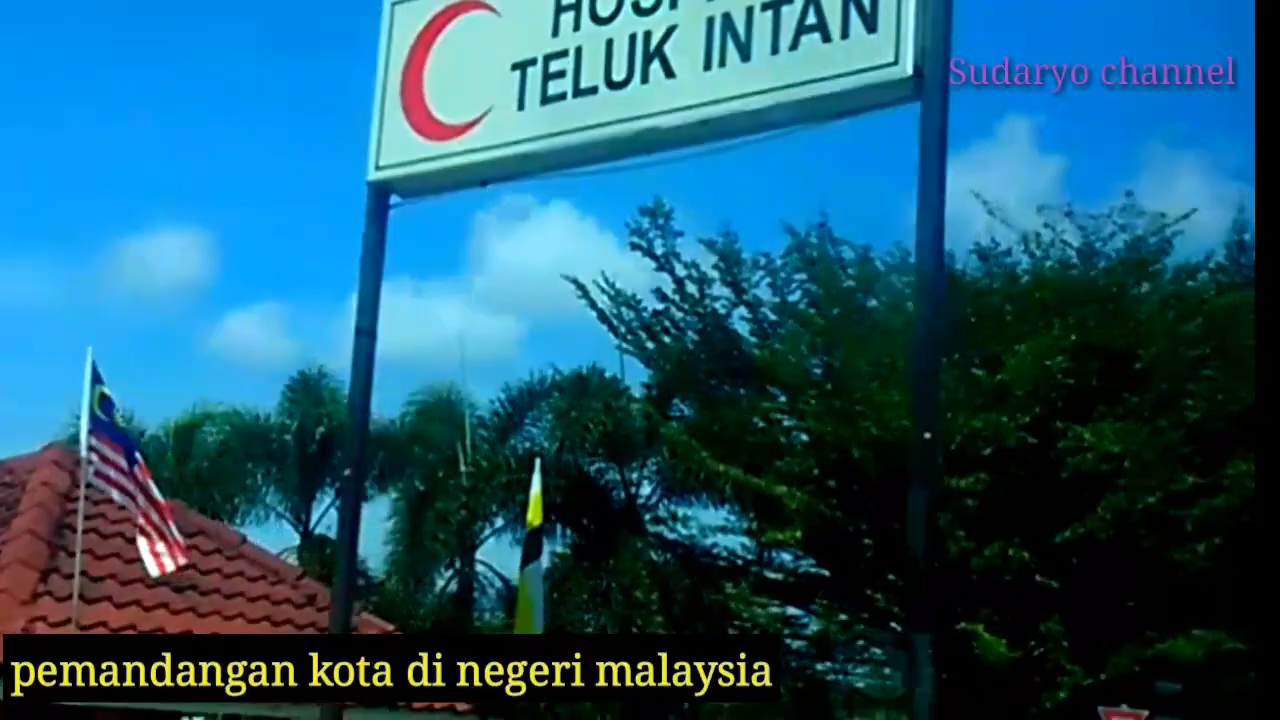 TELUK INTAN
Sudaryo channel
pemandangan kota di negeri malaysia